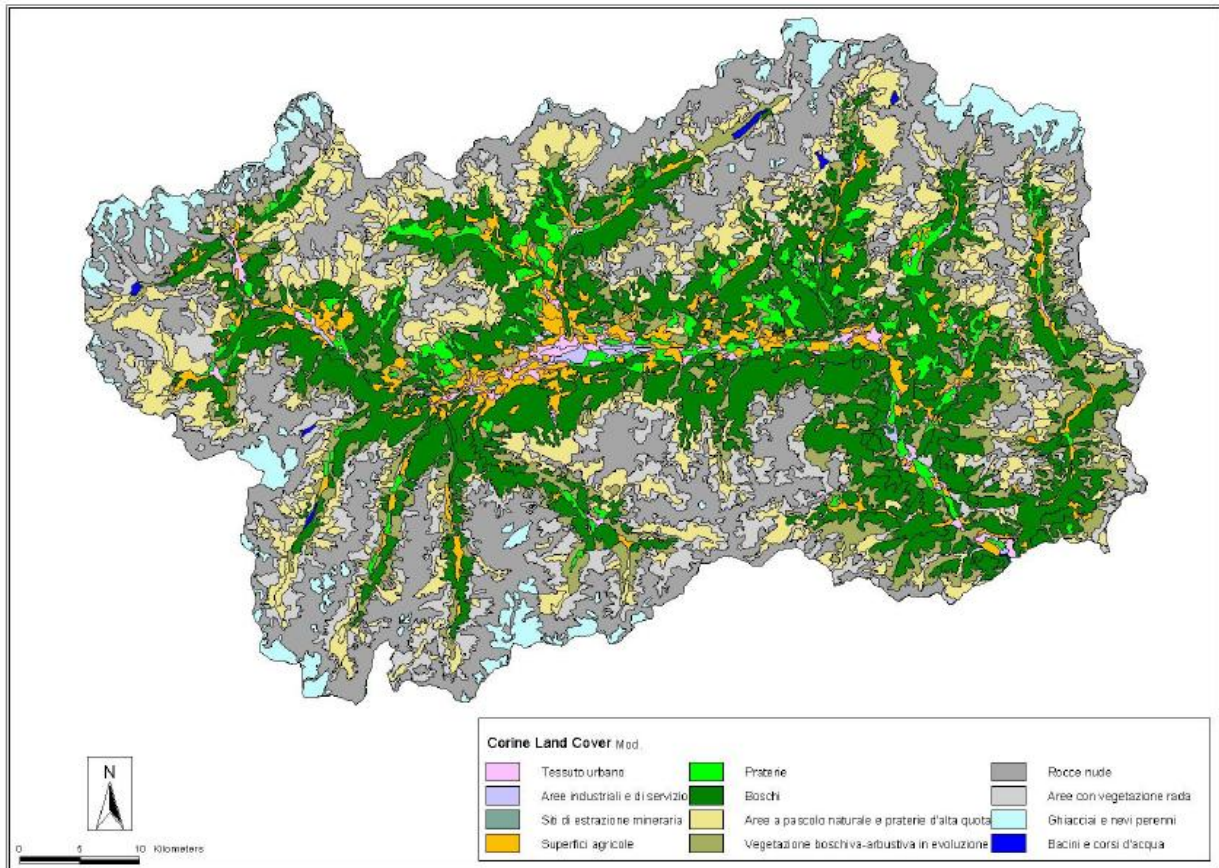 Corine Land Cover Mod.
Tessuto urbano
Aree industriali e di servizio
Siti di estrazione mineraria
Superfici agricole
Praterie
Boschi
Aree a pascolo naturale e praterie d'alta quota
Vegetazione boschiva-arbustiva in evoluzione
Rocce nude
Aree con vegetazione rada
Ghiacciai e nevi perenni
Bacini e corsi d'acqua
N
0 5 10 Kilometers